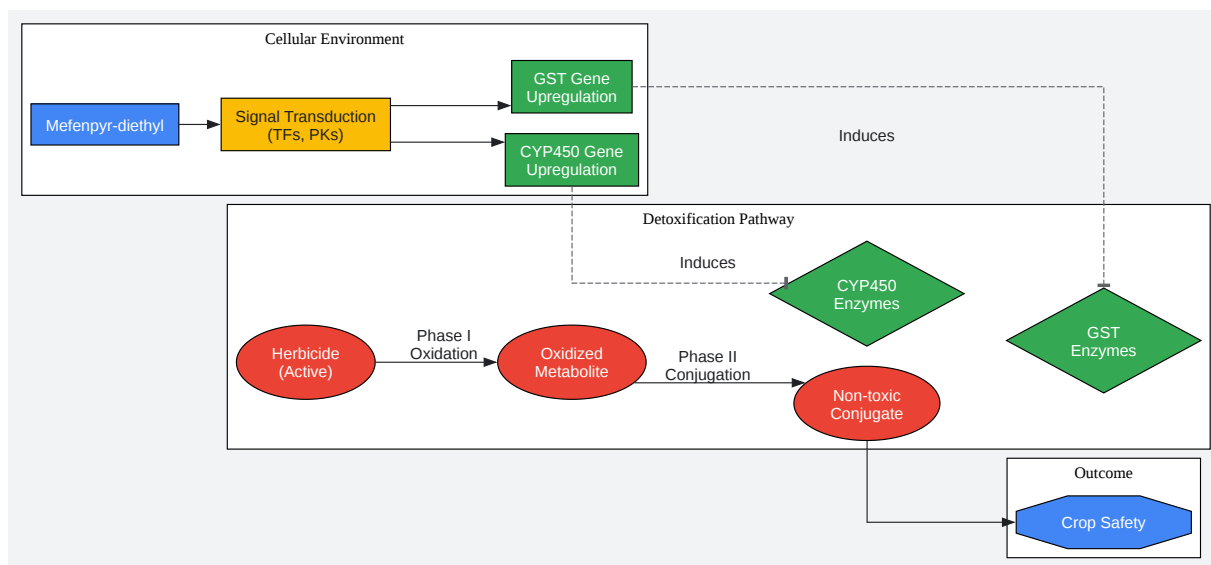 Cellular Environment
Mefenpyr-diethyl
Signal Transduction
(TFs, PKs)
GST Gene
Upregulation
CYP450 Gene
Upregulation
Induces
Detoxification Pathway
Induces
CYP450
Enzymes
GST
Enzymes
Herbicide
(Active)
Phase I
Oxidation
Oxidized
Metabolite
Phase II
Conjugation
Non-toxic
Conjugate
Outcome
Crop Safety